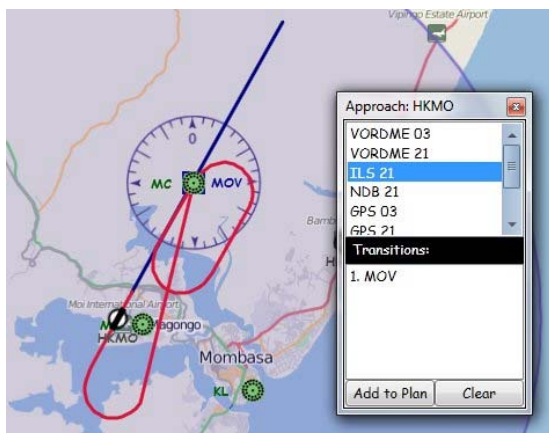 Vipingo Estate Airport
0
MC
MOV
Moi International Airport
Magongo
HKMO
Mombasa
KL
Approach: HKMO
VORDME 03
VORDME 21
ILS 21
NDB 21
GPS 03
GPS 21
Transitions:
1. MOV
Add to Plan
Clear